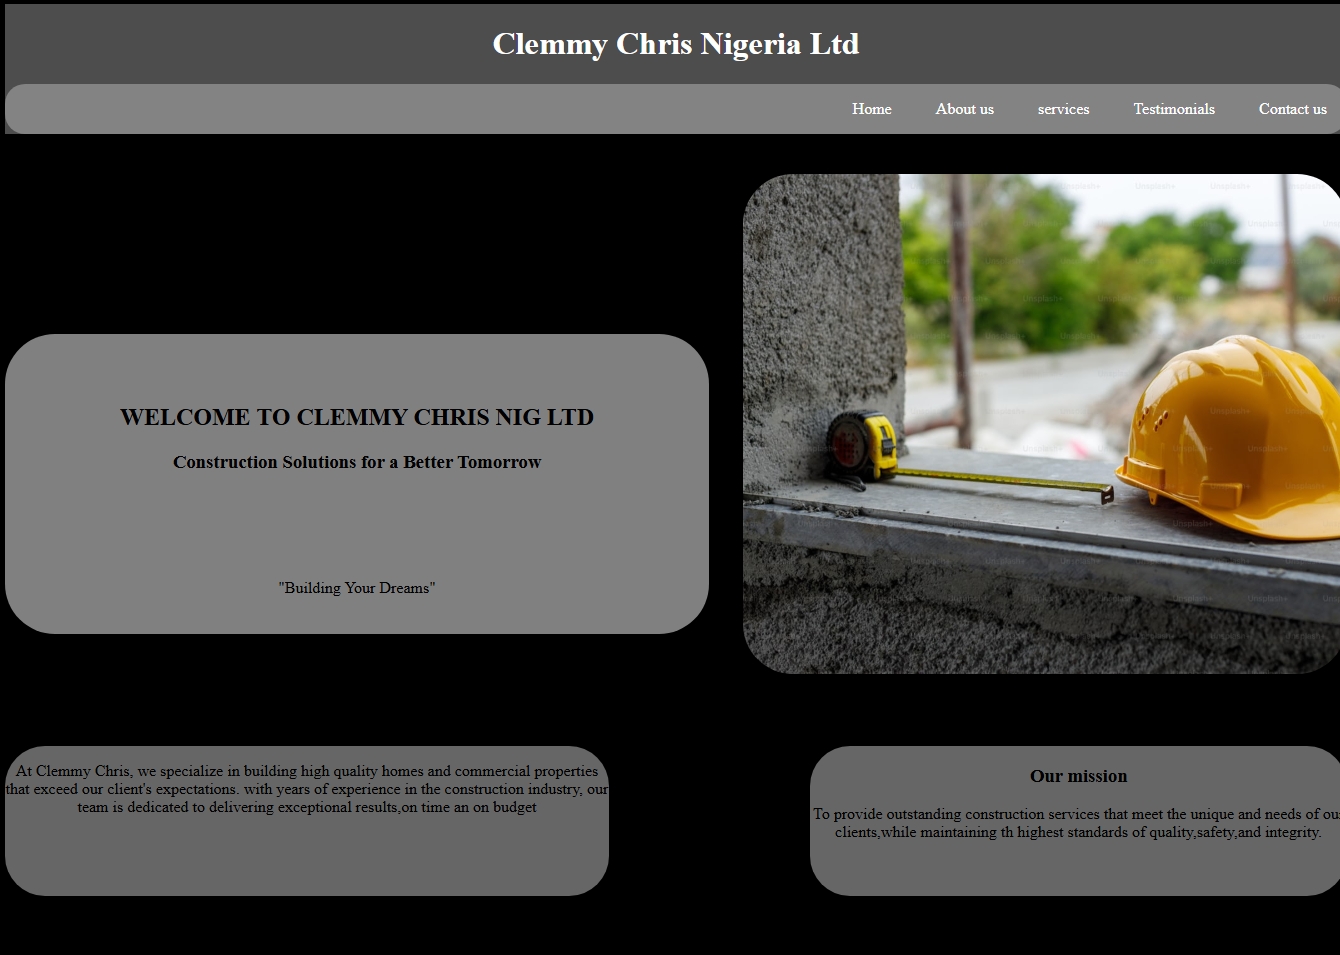 Clemmy Chris Nigeria Ltd
Home About us services Testimonials Contact us
WELCOME TO CLEMMY CHRIS NIG LTD
Construction Solutions for a Better Tomorrow
"Building Your Dreams"
At Clemmy Chris, we specialize in building high quality homes and commercial properties
that exceed our client's expectations. with years of experience in the construction industry, our
team is dedicated to delivering exceptional results,on time an on budget
Our mission
To provide outstanding construction services that meet the unique and needs of ou
clients,while maintaining th highest standards of quality,safety,and integrity.
Unsplash+